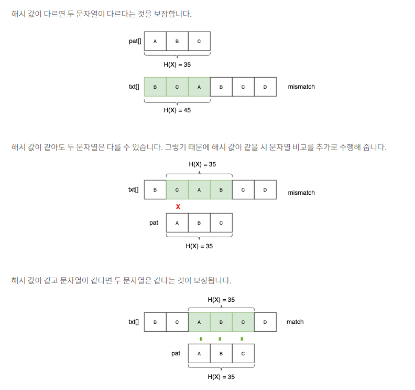 해시 값이 다르면 두 문자열이 다르다는 것을 보장합니다.
pat[] A B C
H(X) = 35
txt[] B C A B C D mismatch
H(X) = 45
해시 값이 같아도 두 문자열은 다를 수 있습니다. 그렇기 때문에 해시 값이 같을 시 문자열 비교를 추가로 수행해 줍니다.
H(X) = 35
txt[] B C A B C D mismatch
X
pat A B C
H(X) = 35
해시 값이 같고 문자열이 같다면 두 문자열은 같다는 것이 보장됩니다.
H(X) = 35
txt[] B C A B C D match
pat A B C
H(X) = 35